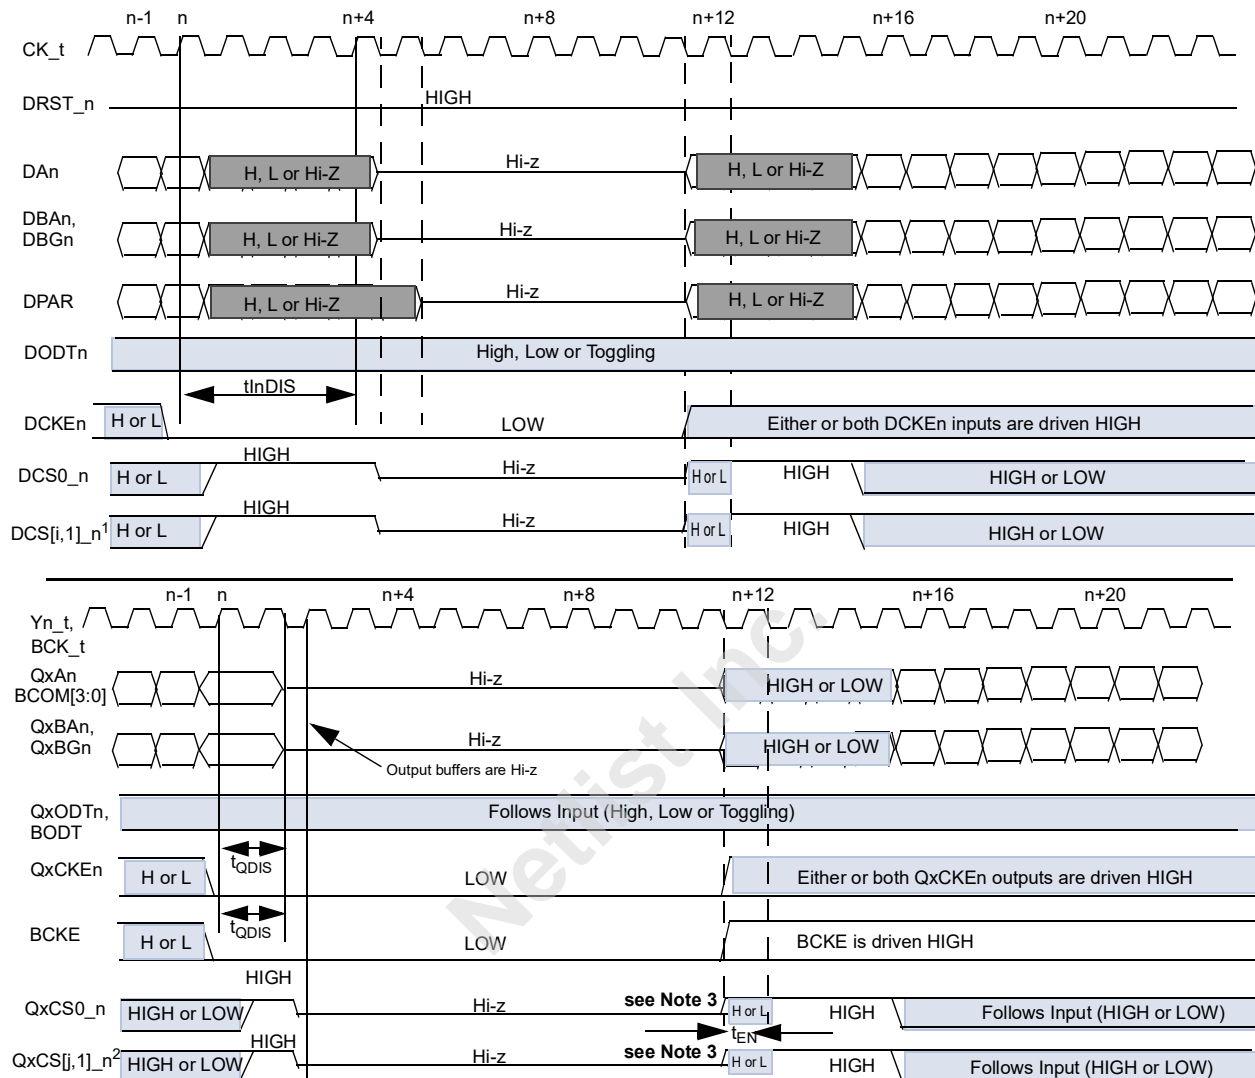 n-1 n n+4 n+8 n+12 n+16 n+20
CK_t
DRST_n HIGH
DAn H, L or Hi-Z Hi-z H, L or Hi-Z
DBAn,
DBGn H, L or Hi-Z Hi-z H, L or Hi-Z
DPAR H, L or Hi-Z Hi-z H, L or Hi-Z
DODTn High, Low or Toggling
tInDIS
DCKEn H or L LOW Either or both DCKEn inputs are driven HIGH
DCS0_n H or L HIGH Hi-z H or L HIGH HIGH or LOW
DCS[i,1]_n1 H or L HIGH Hi-z H or L HIGH HIGH or LOW
n-1 n n+4 n+8 n+12 n+16 n+20
Yn_t,
BCK_t
QxAn
BCOM[3:0] Hi-z HIGH or LOW
QxBAn,
QxBGn Hi-z HIGH or LOW
Output buffers are Hi-z
QxODTn,
BODT Follows Input (High, Low or Toggling)
tQDIS
QxCKEn H or L LOW Either or both QxCKEn outputs are driven HIGH
tQDIS
BCKE H or L LOW BCKE is driven HIGH
HIGH
QxCS0_n HIGH or LOW Hi-z see Note 3 H or L HIGH Follows Input (HIGH or LOW)
tEN
QxCS[j,1]_n2 HIGH or LOW HIGH Hi-z see Note 3 H or L HIGH Follows Input (HIGH or LOW)
Netlist Inc.